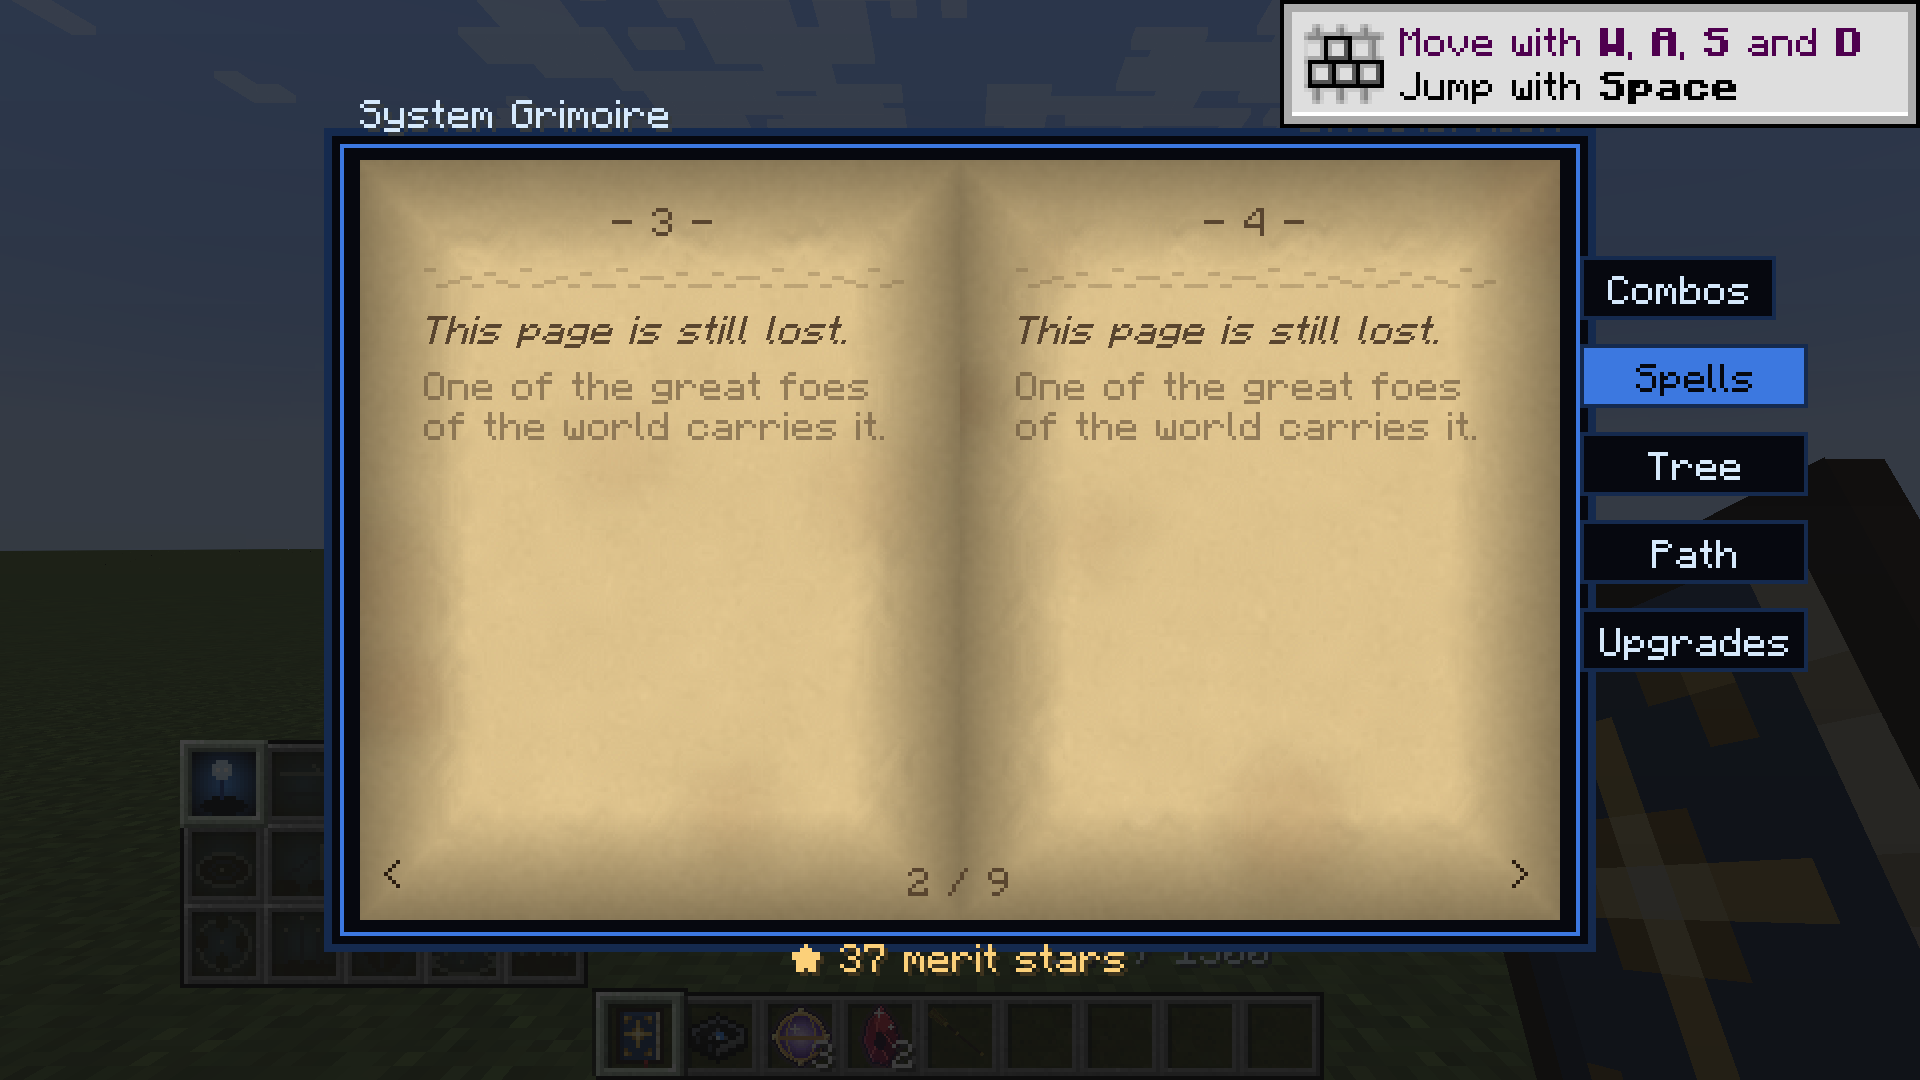 Move with W, A, S and D
Jump with Space
System Grimoire
- 3 -
This page is still lost.
One of the great foes
of the world carries it.
- 4 -
This page is still lost.
One of the great foes
of the world carries it.
Combos
Spells
Tree
Path
Upgrades
<
2 / 9
>
37 merit stars
3
2